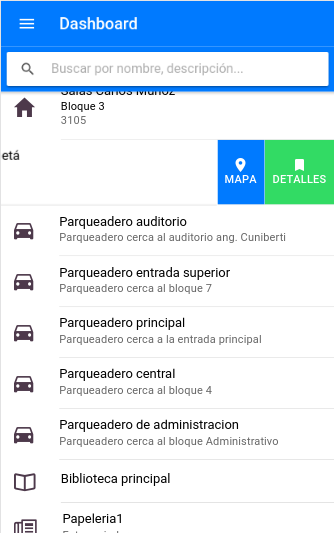 Dashboard
Buscar por nombre, descripción...
Salas Carlos Muñoz
Bloque 3
3105
etá
MAPA
DETALLES
Parqueadero auditorio
Parqueadero cerca al auditorio ang. Cuniberti
Parqueadero entrada superior
Parqueadero cerca al bloque 7
Parqueadero principal
Parqueadero cerca a la entrada principal
Parqueadero central
Parqueadero cerca al bloque 4
Parqueadero de administracion
Parqueadero cerca al bloque Administrativo
Biblioteca principal
Papeleria1